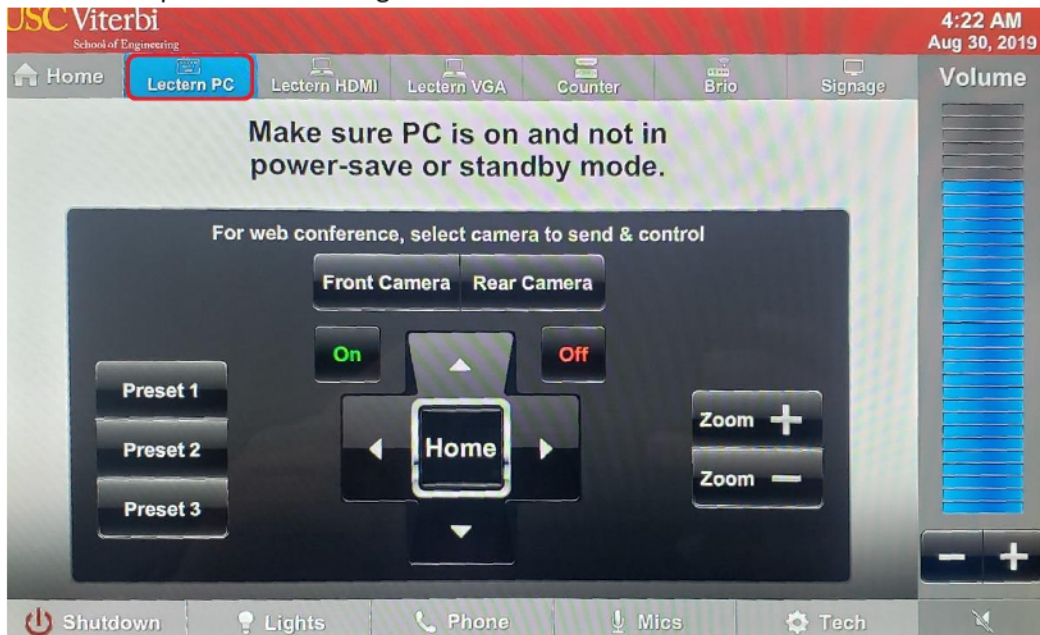 USC Viterbi
School of Engineering
4:22 AM
Aug 30, 2019
Home
Lectern PC
Lectern HDMI
Lectern VGA
Counter
Brio
Signage
Volume
Make sure PC is on and not in
power-save or standby mode.
For web conference, select camera to send & control
Front Camera
Rear Camera
On
Off
Preset 1
Preset 2
Preset 3
Home
Zoom +
Zoom −
− +
Shutdown
Lights
Phone
Mics
Tech